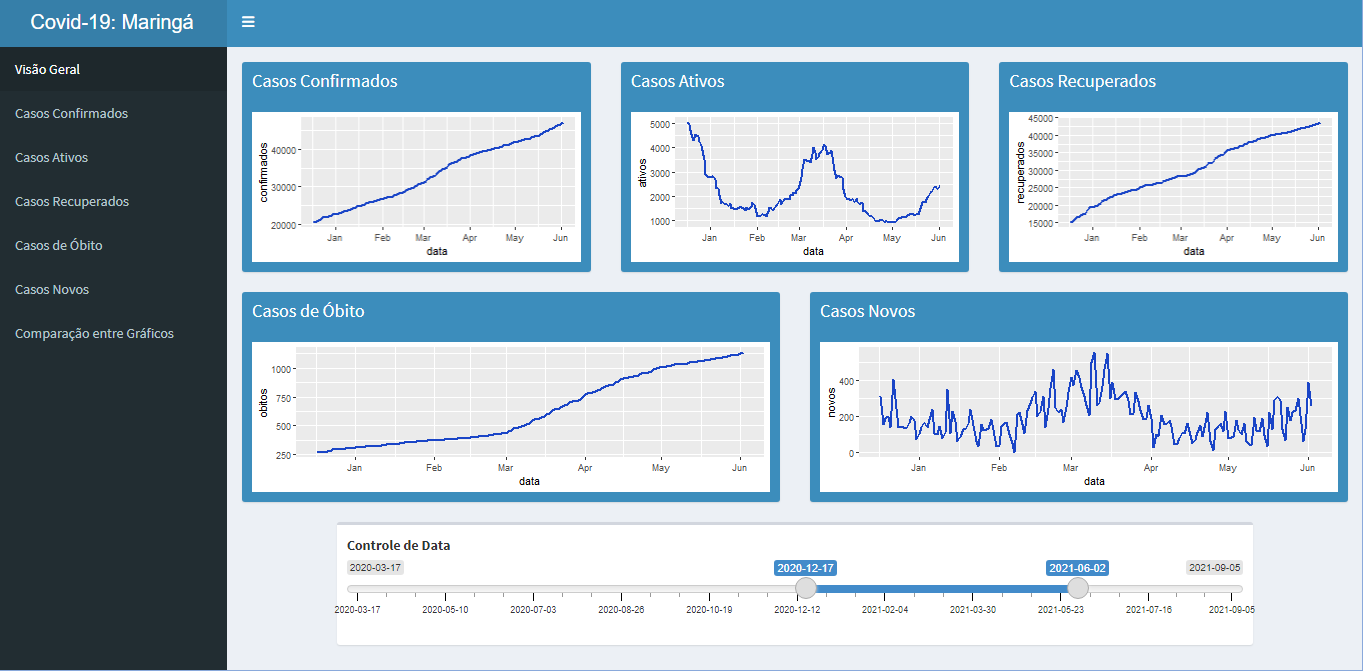 Covid-19: Maringá
Visão Geral
Casos Confirmados
Casos Ativos
Casos Recuperados
Casos de Óbito
Casos Novos
Comparação entre Gráficos
Casos Confirmados
confirmados
40000
30000
20000
Jan Feb Mar Apr May Jun
data
Casos Ativos
ativos
5000
4000
3000
2000
1000
Jan Feb Mar Apr May Jun
data
Casos Recuperados
recuperados
45000
40000
35000
30000
25000
20000
15000
Jan Feb Mar Apr May Jun
data
Casos de Óbito
obitos
1000
750
500
250
Jan Feb Mar Apr May Jun
data
Casos Novos
novos
400
200
0
Jan Feb Mar Apr May Jun
data
Controle de Data
2020-03-17 2020-12-17 2021-06-02 2021-09-05
2020-03-17 2020-05-10 2020-07-03 2020-08-26 2020-10-19 2020-12-12 2021-02-04 2021-03-30 2021-05-23 2021-07-16 2021-09-05